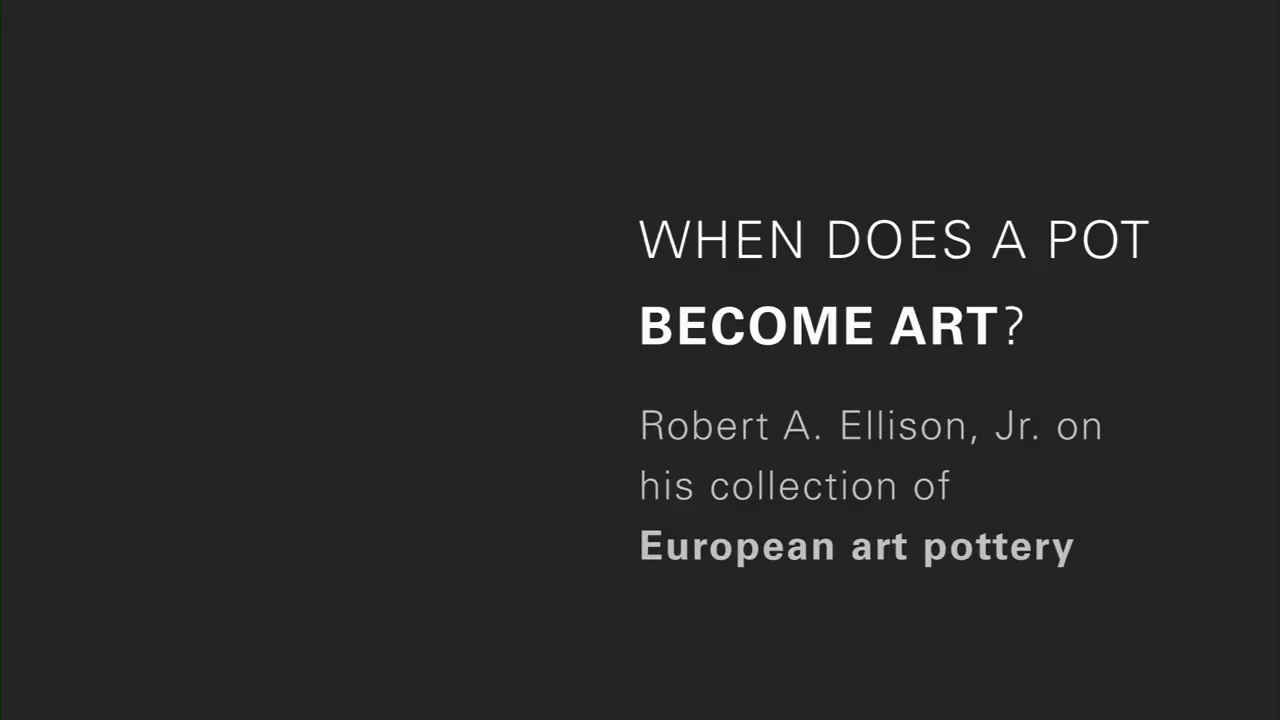 WHEN DOES A POT
BECOME ART?
Robert A. Ellison, Jr. on
his collection of
European art pottery